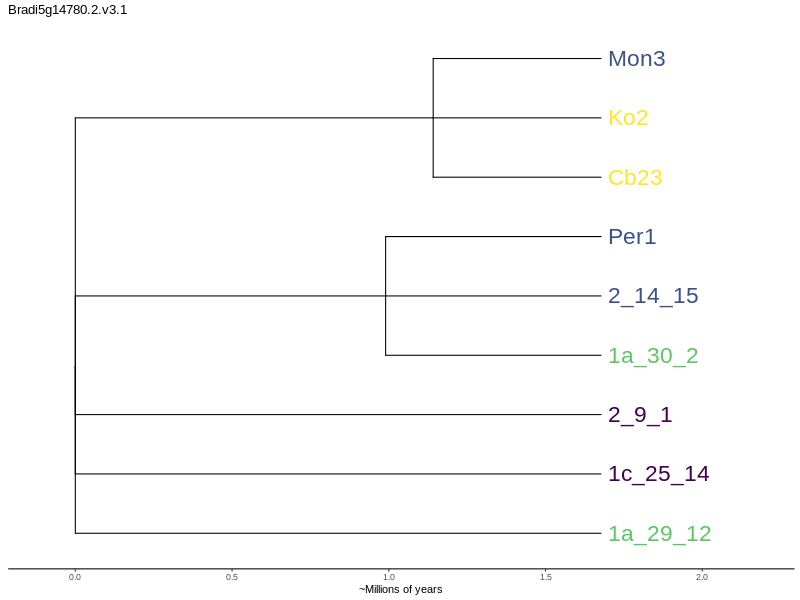 Bradi5g14780.2.v3.1
Mon3
Ko2
Cb23
Per1
2_14_15
1a_30_2
2_9_1
1c_25_14
1a_29_12
0.0 0.5 1.0 1.5 2.0
~Millions of years